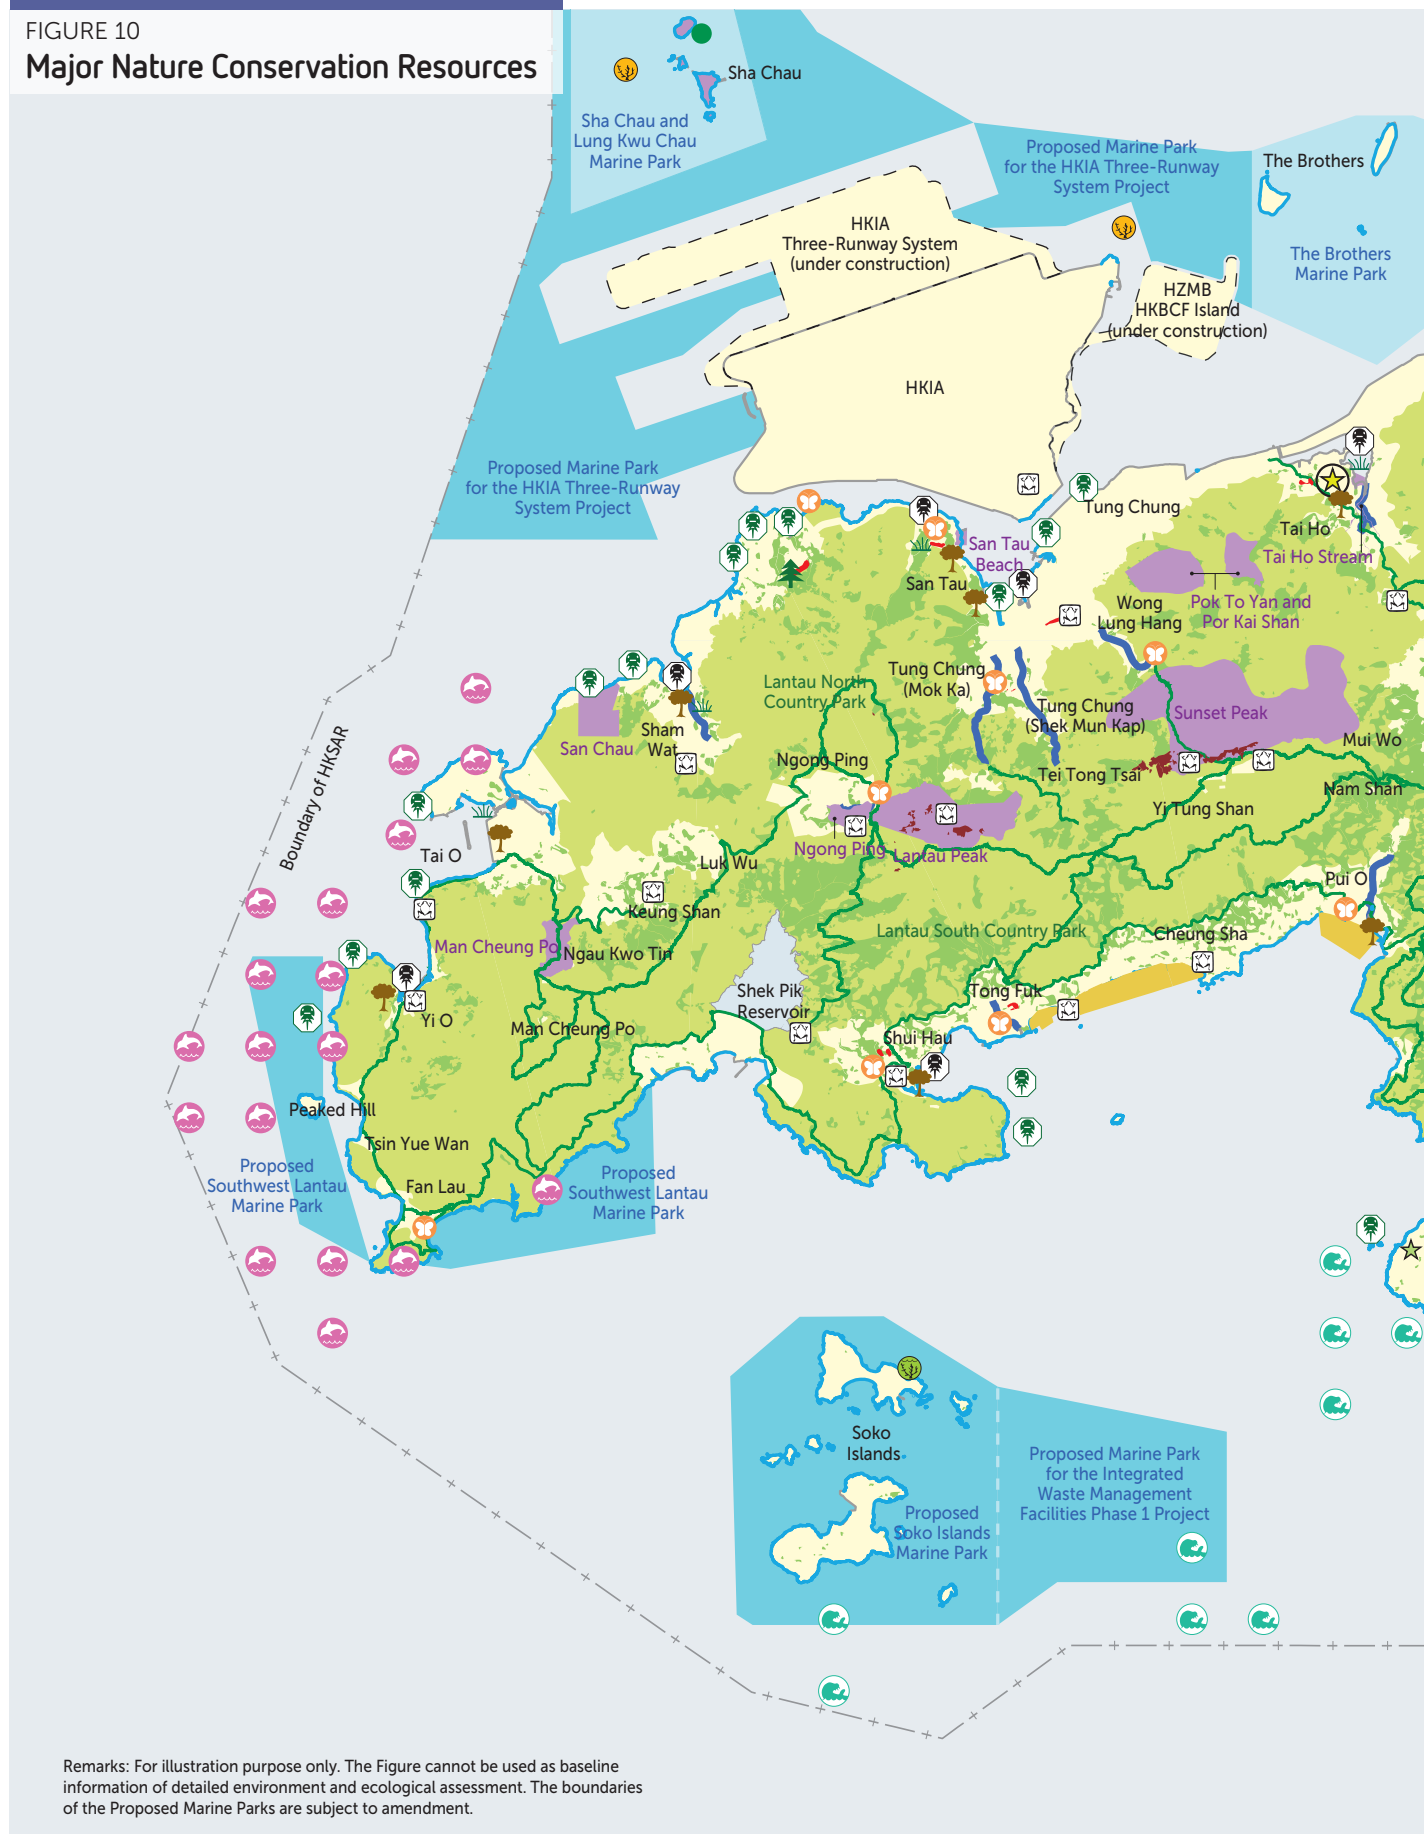 FIGURE 10
Major Nature Conservation Resources
Sha Chau
Sha Chau and
Lung Kwu Chau
Marine Park
Proposed Marine Park
for the HKIA Three-Runway
System Project
The Brothers
The Brothers
Marine Park
HKIA
Three-Runway System
(under construction)
HZMB
HKBCF Island
(under construction)
HKIA
Proposed Marine Park
for the HKIA Three-Runway
System Project
Tung Chung
Tai Ho
Tai Ho Stream
San Tau
Beach
San Tau
Pok To Yan and
Por Kai Shan
Wong
Lung Hang
Tung Chung
(Mok Ka)
Lantau North
Country Park
Tung Chung
(Shek Mun Kap)
Sunset Peak
Sham
Wat
San Chau
Mui Wo
Ngong Ping
Tei Tong Tsai
Nam Shan
Yi Tung Shan
Boundary of HKSAR
Tai O
Ngong Ping
Lantau Peak
Luk Wu
Pui O
Keung Shan
Lantau South Country Park
Cheung Sha
Man Cheung Po
Ngau Kwo Tin
Shek Pik
Reservoir
Tong Fuk
Yi O
Man Cheung Po
Shui Hau
Peaked Hill
Tsin Yue Wan
Proposed
Southwest Lantau
Marine Park
Fan Lau
Proposed
Southwest Lantau
Marine Park
Soko
Islands
Proposed Marine Park
for the Integrated
Waste Management
Facilities Phase 1 Project
Proposed
Soko Islands
Marine Park
Remarks: For illustration purpose only. The Figure cannot be used as baseline
information of detailed environment and ecological assessment. The boundaries
of the Proposed Marine Parks are subject to amendment.